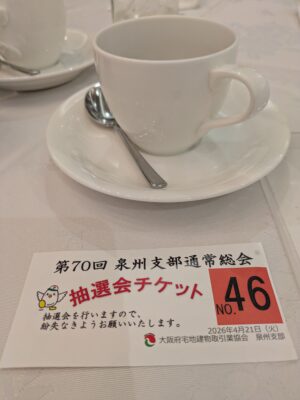 第70回 泉州支部通常総会
抽選会チケット
NO. 46
抽選会を行いますので、
紛失なきようお願いいたします。
2026年4月21日（火）
大阪府宅地建物取引業協会 泉州支部